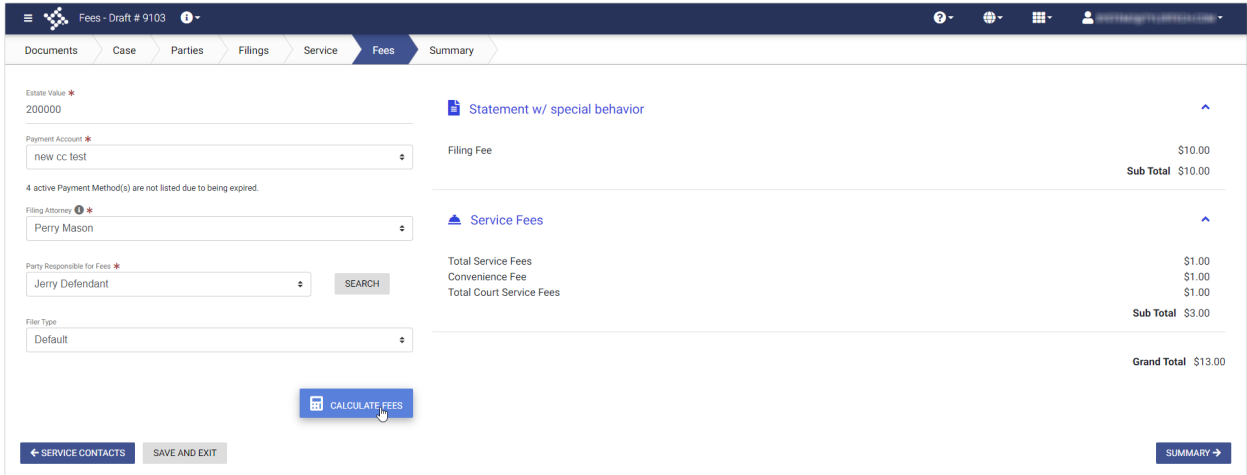 Fees - Draft # 9103
Documents Case Parties Filings Service Fees Summary
Estate Value *
200000
Payment Account *
new cc test
4 active Payment Method(s) are not listed due to being expired.
Filing Attorney *
Perry Mason
Party Responsible for Fees *
Jerry Defendant
SEARCH
Filer Type
Default
CALCULATE FEES
Statement w/ special behavior
Filing Fee $10.00
Sub Total $10.00
Service Fees
Total Service Fees $1.00
Convenience Fee $1.00
Total Court Service Fees $1.00
Sub Total $3.00
Grand Total $13.00
SERVICE CONTACTS SAVE AND EXIT SUMMARY